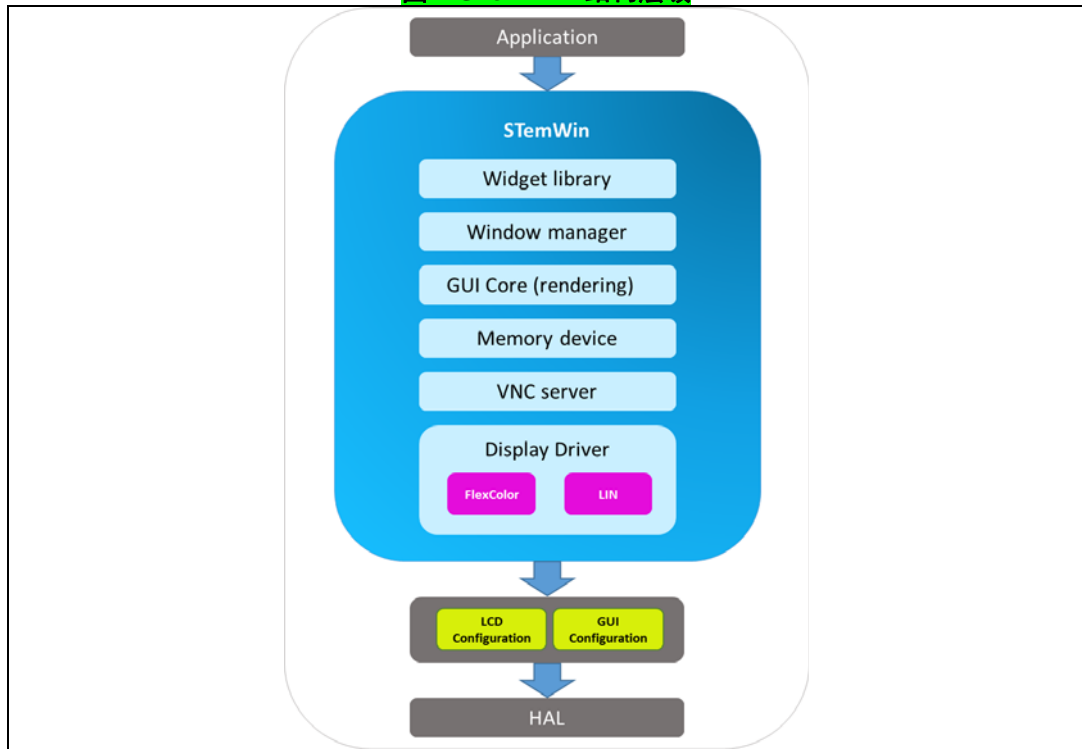 Application
STemWin
Widget library
Window manager
GUI Core (rendering)
Memory device
VNC server
Display Driver
FlexColor
LIN
LCD
Configuration
GUI
Configuration
HAL